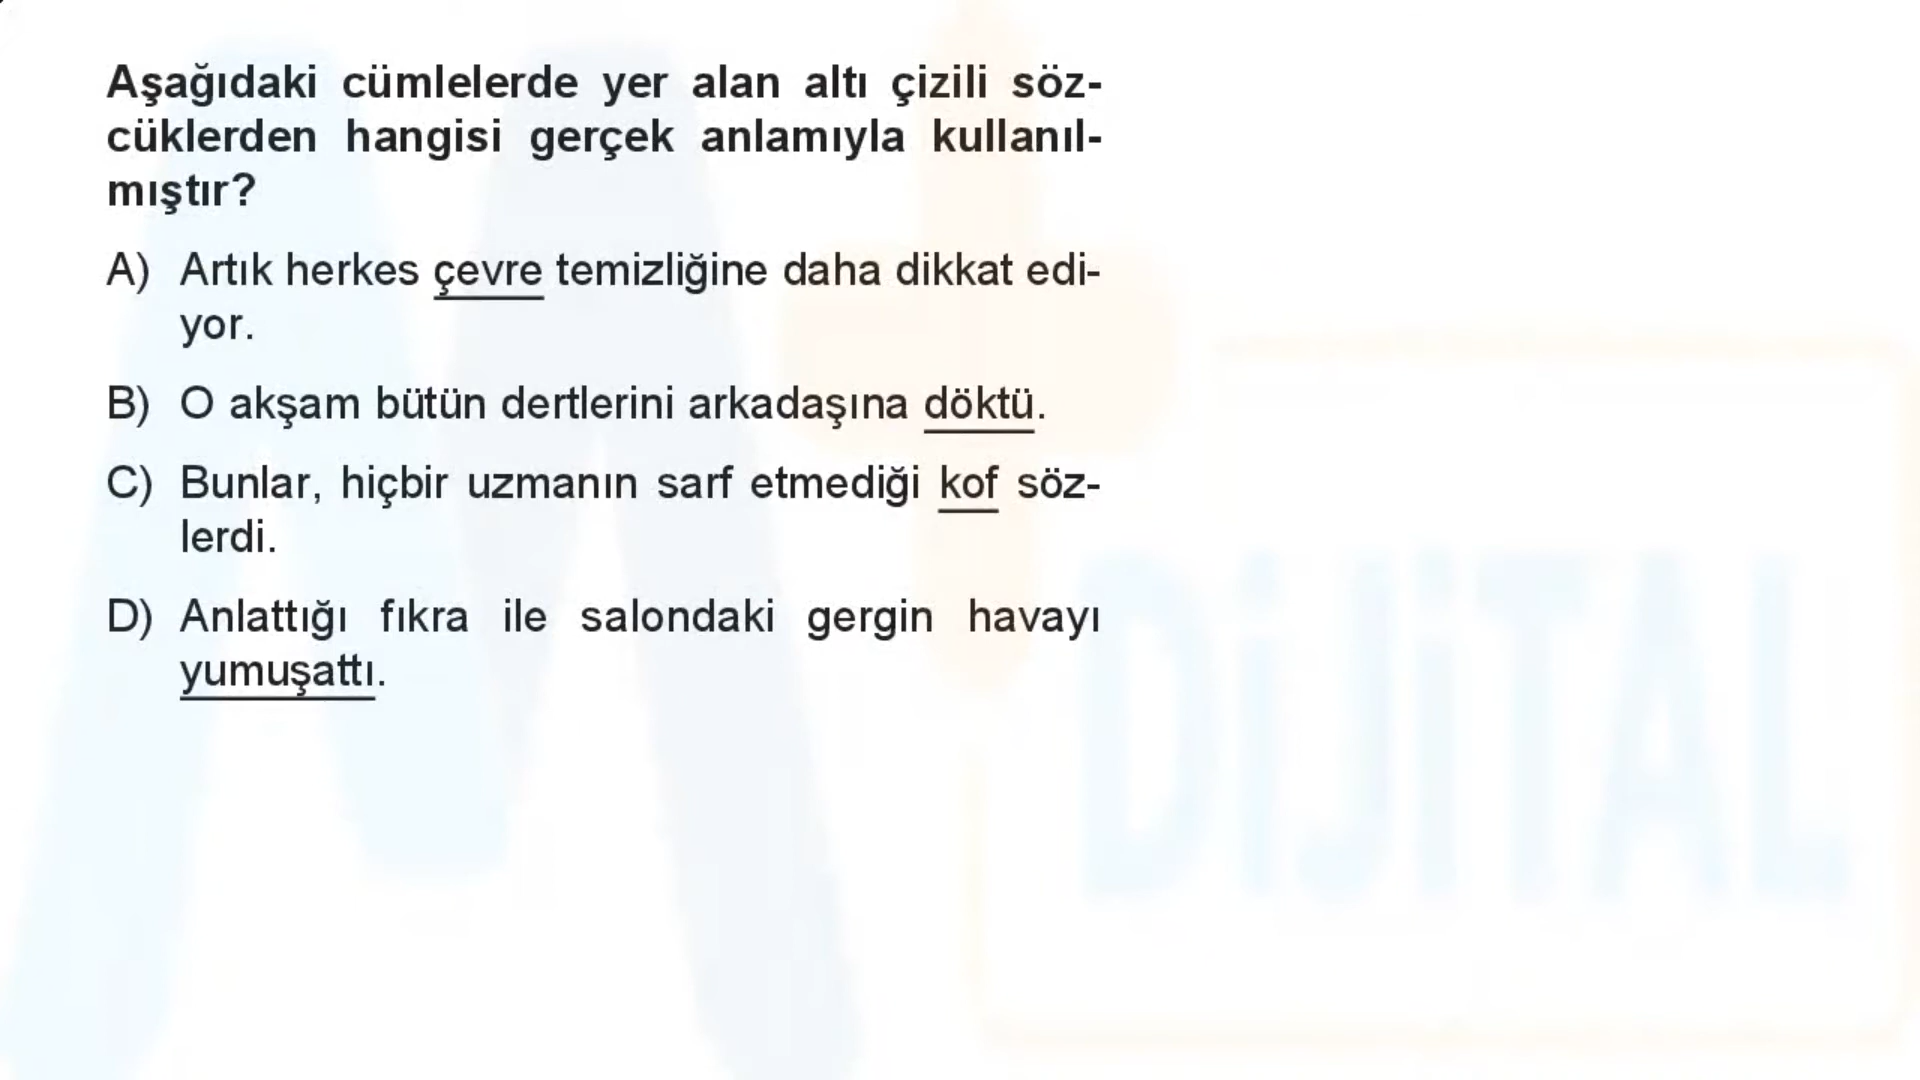 Aşağıdaki cümlelerde yer alan altı çizili söz-
cüklerden hangisi gerçek anlamıyla kullanıl-
mıştır?
A) Artık herkes çevre temizliğine daha dikkat edi-
yor.
B) O akşam bütün dertlerini arkadaşına döktü.
C) Bunlar, hiçbir uzmanın sarf etmediği kof söz-
lerdi.
D) Anlattığı fıkra ile salondaki gergin havayı
yumuşattı.
DİJİTAL